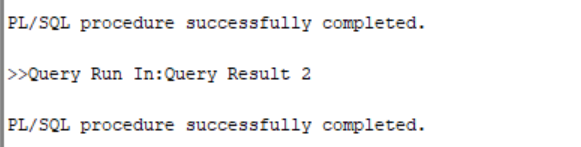 PL/SQL procedure successfully completed.
>>Query Run In:Query Result 2
PL/SQL procedure successfully completed.